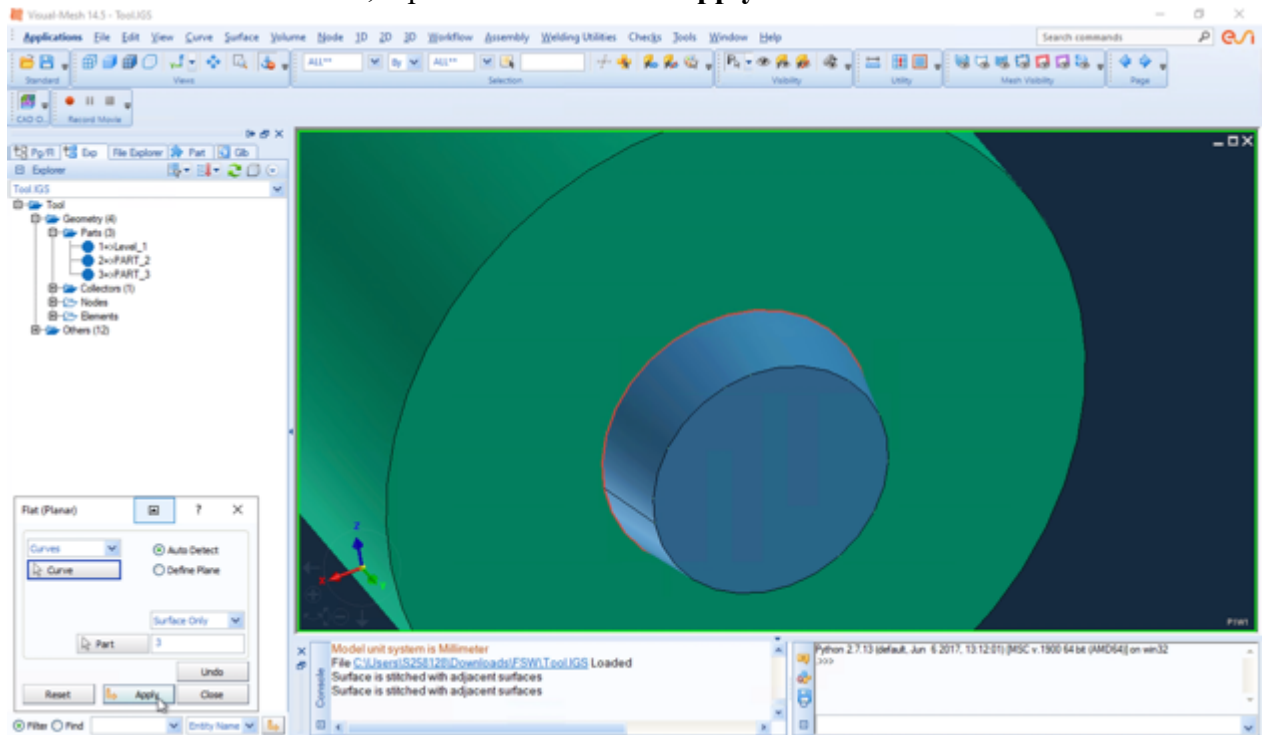 Visual-Mesh 14.5 - Tool.IGS
Applications File Edit View Curve Surface Volume Node 1D 2D 3D Workflow Assembly Welding Utilities Checks Tools Window Help
Search commands
esi
ALL** By ALL**
Standard Views Selection Visibility Utility Mesh Visibility Page
CAD O... Record Movie
Exp File Explorer Part Glb
Explorer
Tool.IGS
Tool
Geometry (4)
Parts (3)
1<>Level_1
2<>PART_2
3<>PART_3
Collectors (1)
Nodes
Elements
Others (12)
Flat (Planar) ? X
Curves Auto Detect
Curve Define Plane
Surface Only
Part 3
Undo
Reset Apply Close
Filter Find Entity Name
Z
X
Y
P1W1
Console
Model unit system is Millimeter
File C:\Users\S258128\Downloads\FSW\Tool.IGS Loaded
Surface is stitched with adjacent surfaces
Surface is stitched with adjacent surfaces
Python 2.7.13 (default, Jun 6 2017, 13:12:01) [MSC v.1900 64 bit (AMD64)] on win32
>>>